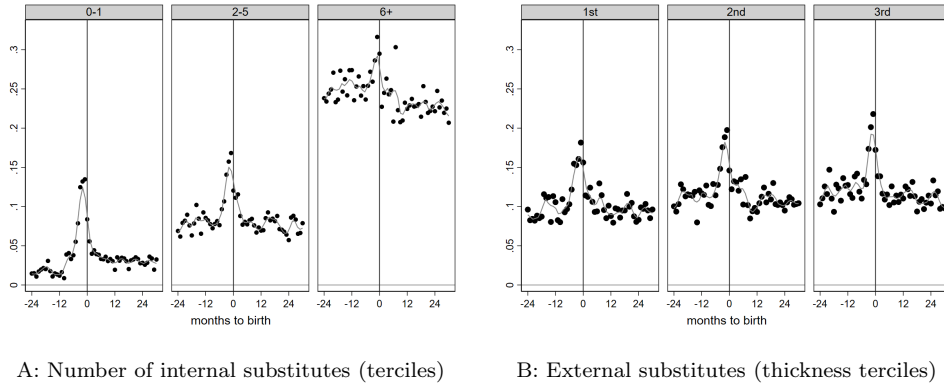 0-1 2-5 6+
0 .05 .1 .15 .2 .25 .3
-24 -12 0 12 24 -24 -12 0 12 24 -24 -12 0 12 24
months to birth
A: Number of internal substitutes (terciles)
1st 2nd 3rd
0 .05 .1 .15 .2 .25 .3
-24 -12 0 12 24 -24 -12 0 12 24 -24 -12 0 12 24
months to birth
B: External substitutes (thickness terciles)